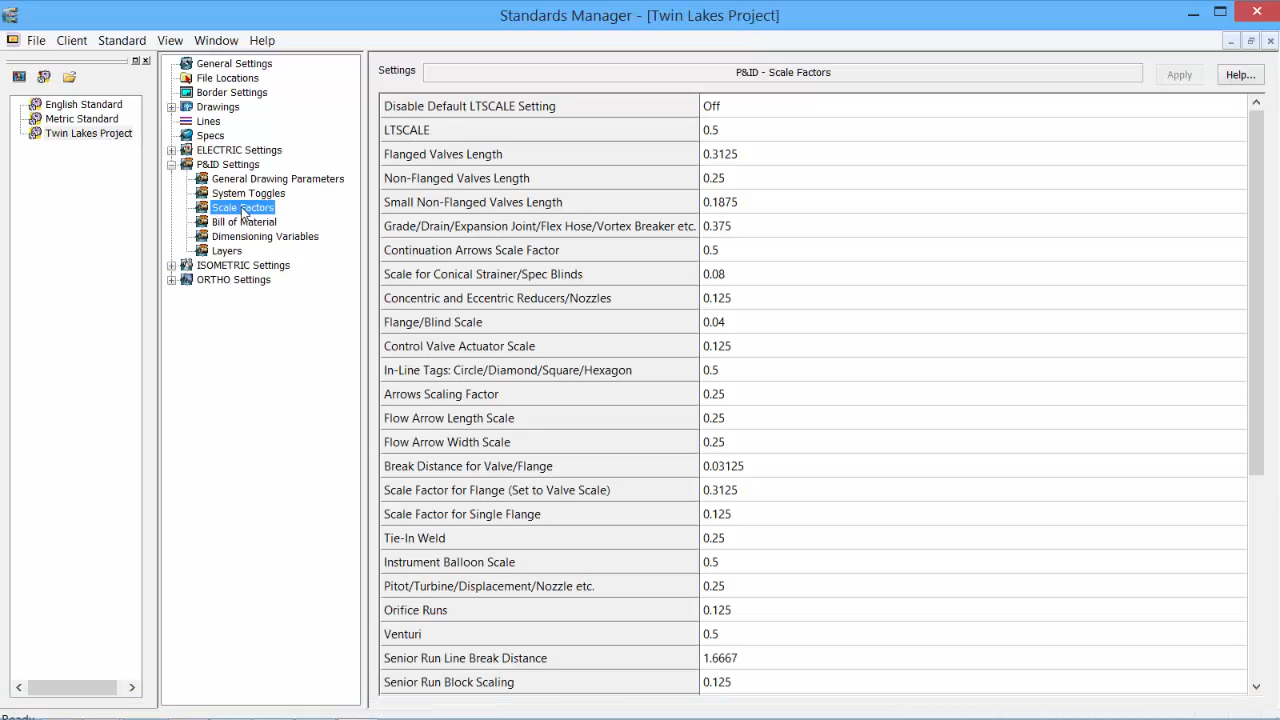 Standards Manager - [Twin Lakes Project]
File Client Standard View Window Help
English Standard
Metric Standard
Twin Lakes Project
General Settings
File Locations
Border Settings
Drawings
Lines
Specs
ELECTRIC Settings
P&ID Settings
General Drawing Parameters
System Toggles
Scale Factors
Bill of Material
Dimensioning Variables
Layers
ISOMETRIC Settings
ORTHO Settings
Settings P&ID - Scale Factors Apply Help...
Disable Default LTSCALE Setting Off
LTSCALE 0.5
Flanged Valves Length 0.3125
Non-Flanged Valves Length 0.25
Small Non-Flanged Valves Length 0.1875
Grade/Drain/Expansion Joint/Flex Hose/Vortex Breaker etc. 0.375
Continuation Arrows Scale Factor 0.5
Scale for Conical Strainer/Spec Blinds 0.08
Concentric and Eccentric Reducers/Nozzles 0.125
Flange/Blind Scale 0.04
Control Valve Actuator Scale 0.125
In-Line Tags: Circle/Diamond/Square/Hexagon 0.5
Arrows Scaling Factor 0.25
Flow Arrow Length Scale 0.25
Flow Arrow Width Scale 0.25
Break Distance for Valve/Flange 0.03125
Scale Factor for Flange (Set to Valve Scale) 0.3125
Scale Factor for Single Flange 0.125
Tie-In Weld 0.25
Instrument Balloon Scale 0.5
Pitot/Turbine/Displacement/Nozzle etc. 0.25
Orifice Runs 0.125
Venturi 0.5
Senior Run Line Break Distance 1.6667
Senior Run Block Scaling 0.125